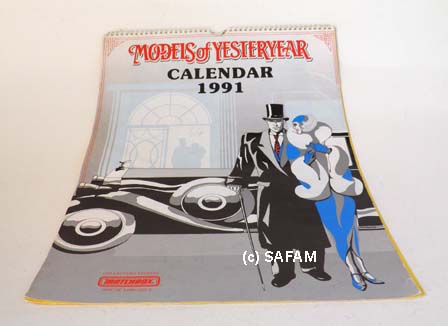 MODELS of YESTERYEAR
CALENDAR
1991
(c) SAFAM
MATCHBOX